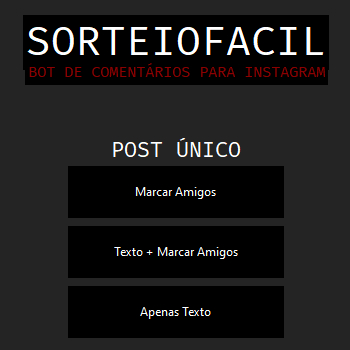 SORTEIOFACIL
BOT DE COMENTÁRIOS PARA INSTAGRAM
POST ÚNICO
Marcar Amigos
Texto + Marcar Amigos
Apenas Texto